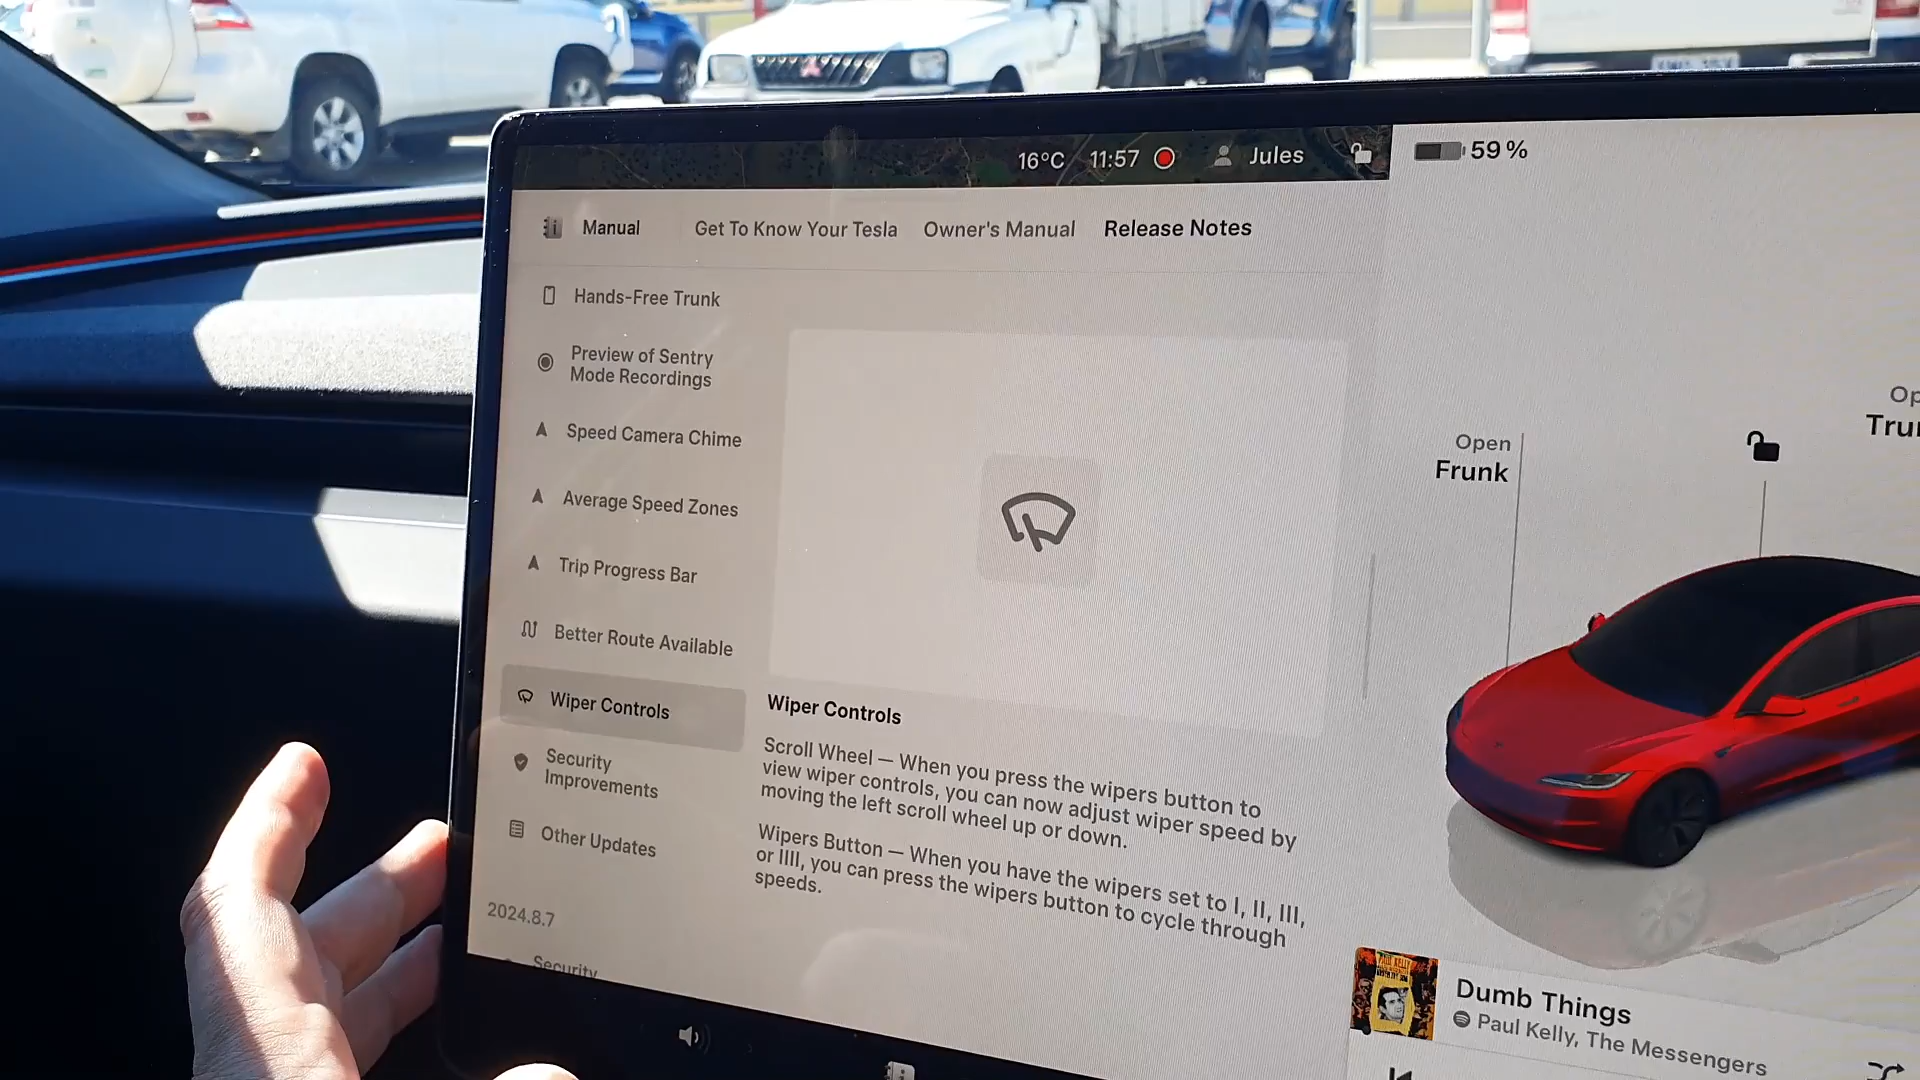 16°C 11:57 Jules
59 %
Manual Get To Know Your Tesla Owner's Manual Release Notes
Hands-Free Trunk
Preview of Sentry
Mode Recordings
Speed Camera Chime
Average Speed Zones
Trip Progress Bar
Better Route Available
Wiper Controls
Security
Improvements
Other Updates
2024.8.7
Security
Wiper Controls
Scroll Wheel — When you press the wipers button to
view wiper controls, you can now adjust wiper speed by
moving the left scroll wheel up or down.
Wipers Button — When you have the wipers set to I, II, III,
or IIII, you can press the wipers button to cycle through
speeds.
Open
Frunk
Op
Tru
PAUL KELLY
Dumb Things
Paul Kelly, The Messengers